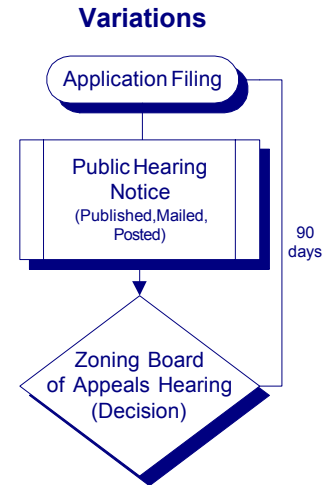 Variations
Application Filing
Public Hearing
Notice
(Published,Mailed,
Posted)
90
days
Zoning Board
of Appeals Hearing
(Decision)